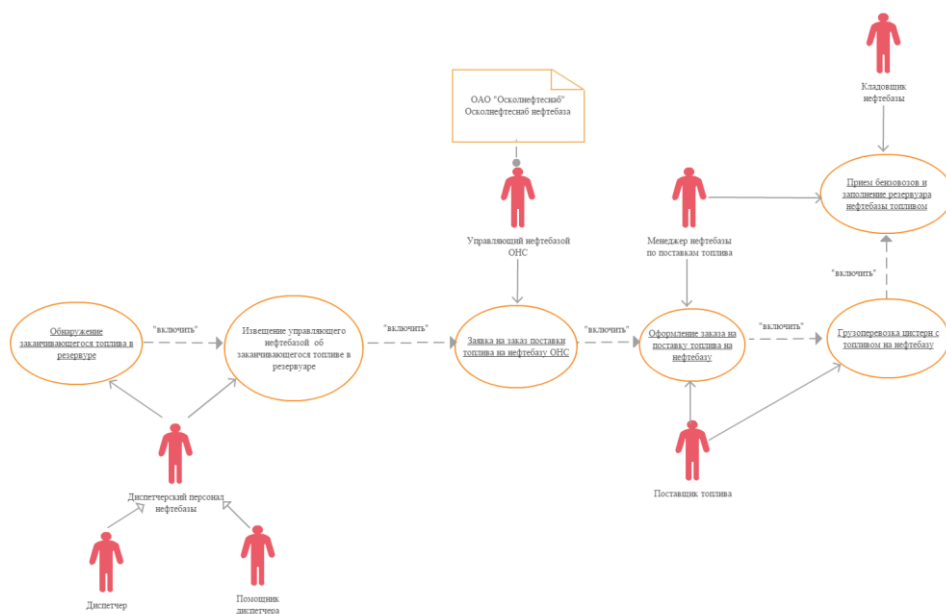 Кладовщик
нефтебазы
ОАО "Осколнефтеснаб"
Осколнефтеснаб нефтебаза
Прием бензовозов и
заполнение резервуара
нефтебазы топливом
Управляющий нефтебазой
ОНС
Менеджер нефтебазы
по поставкам топлива
"включить"
Обнаружение
заканчивающегося топлива в
резервуре
"включить"
Извещение управляющего
нефтебазой об
заканчивающегося топливе в
резервуаре
"включить"
Заявка на заказ поставки
топлива на нефтебазу ОНС
"включить"
Оформление заказа на
поставку топлива на
нефтебазу
"включить"
Грузоперевозка цистерн с
топливом на нефтебазу
Диспетчерский персонал
нефтебазы
Поставщик топлива
Диспетчер
Помощник
диспетчера